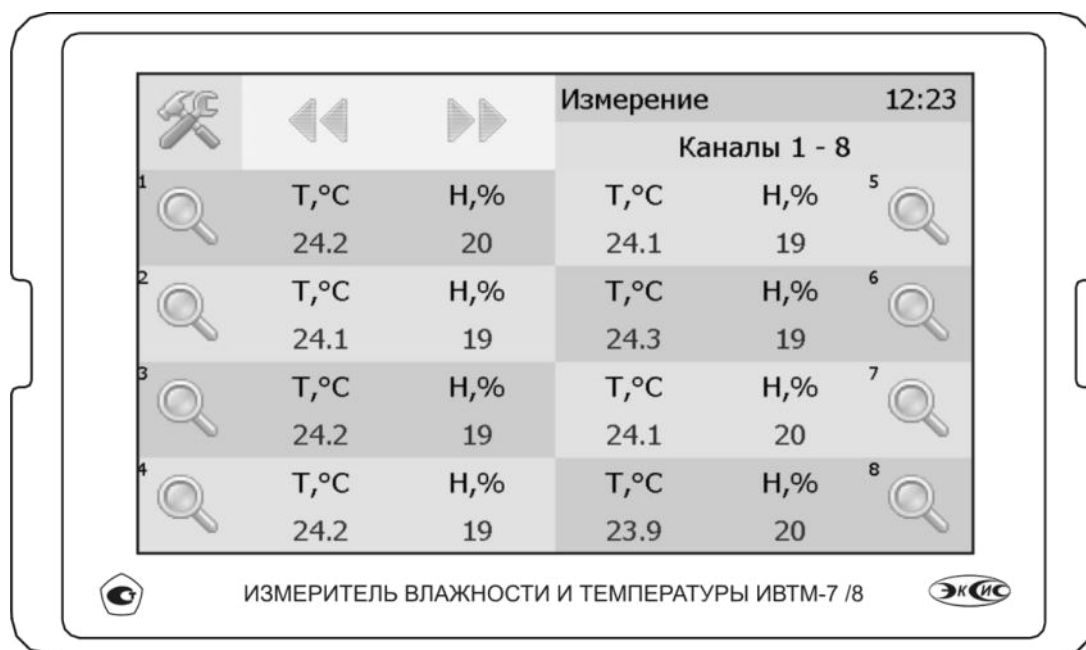 Измерение 12:23
Каналы 1 - 8
1 T,°C H,% T,°C H,% 5
24.2 20 24.1 19
2 T,°C H,% T,°C H,% 6
24.1 19 24.3 19
3 T,°C H,% T,°C H,% 7
24.2 19 24.1 20
4 T,°C H,% T,°C H,% 8
24.2 19 23.9 20
ИЗМЕРИТЕЛЬ ВЛАЖНОСТИ И ТЕМПЕРАТУРЫ ИВТМ-7 /8 ЭКСИС